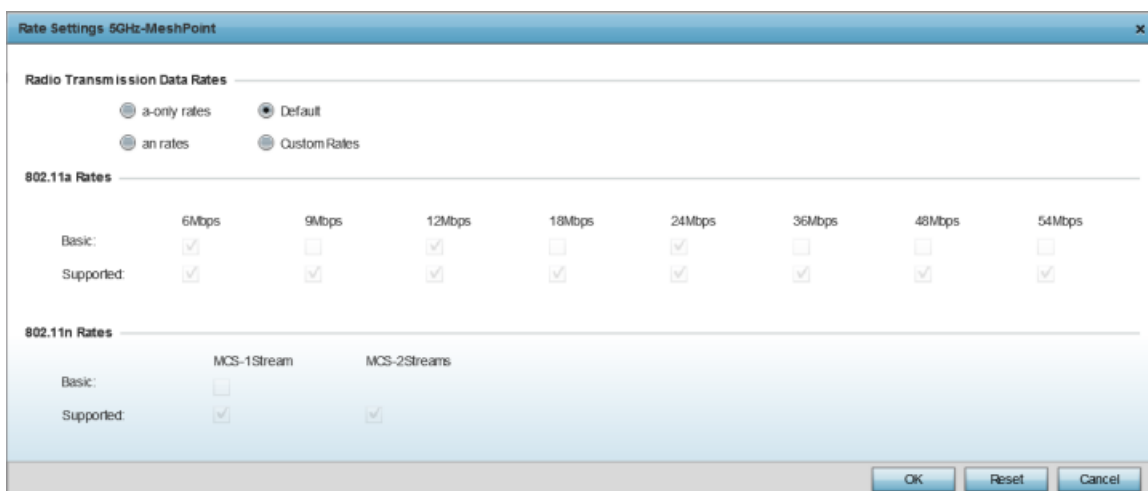 Rate Settings 5GHz-MeshPoint
Radio Transmission Data Rates
a-only rates Default
an rates Custom Rates
802.11a Rates
6Mbps 9Mbps 12Mbps 18Mbps 24Mbps 36Mbps 48Mbps 54Mbps
Basic:
Supported:
802.11n Rates
MCS-1Stream MCS-2Streams
Basic:
Supported:
OK Reset Cancel